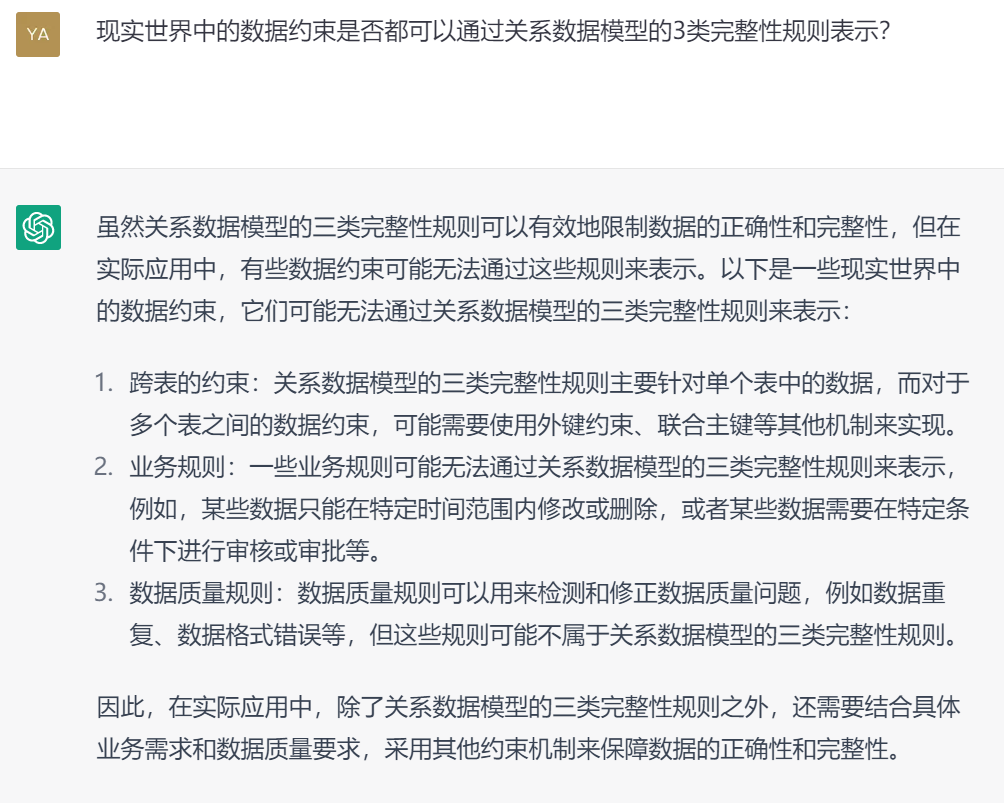 YA
现实世界中的数据约束是否都可以通过关系数据模型的3类完整性规则表示？
虽然关系数据模型的三类完整性规则可以有效地限制数据的正确性和完整性，但在
实际应用中，有些数据约束可能无法通过这些规则来表示。以下是一些现实世界中
的数据约束，它们可能无法通过关系数据模型的三类完整性规则来表示：
1. 跨表的约束：关系数据模型的三类完整性规则主要针对单个表中的数据，而对于
多个表之间的数据约束，可能需要使用外键约束、联合主键等其他机制来实现。
2. 业务规则：一些业务规则可能无法通过关系数据模型的三类完整性规则来表示，
例如，某些数据只能在特定时间范围内修改或删除，或者某些数据需要在特定条
件下进行审核或审批等。
3. 数据质量规则：数据质量规则可以用来检测和修正数据质量问题，例如数据重
复、数据格式错误等，但这些规则可能不属于关系数据模型的三类完整性规则。
因此，在实际应用中，除了关系数据模型的三类完整性规则之外，还需要结合具体
业务需求和数据质量要求，采用其他约束机制来保障数据的正确性和完整性。